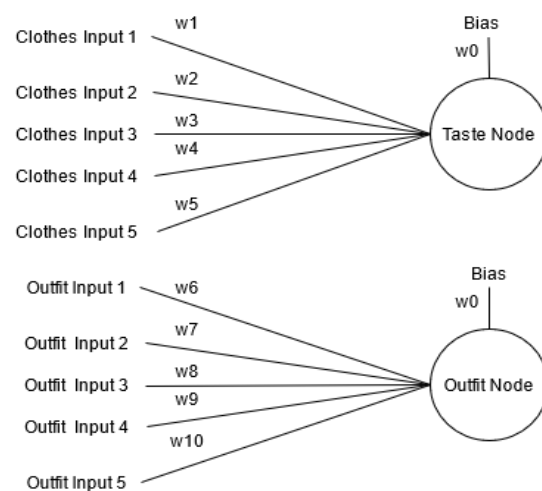 w1
Bias
Clothes Input 1
w0
w2
Clothes Input 2
w3
Clothes Input 3
Taste Node
w4
Clothes Input 4
w5
Clothes Input 5
Bias
Outfit Input 1
w6
w0
w7
Outfit Input 2
w8
Outfit Input 3
Outfit Node
w9
Outfit Input 4
w10
Outfit Input 5